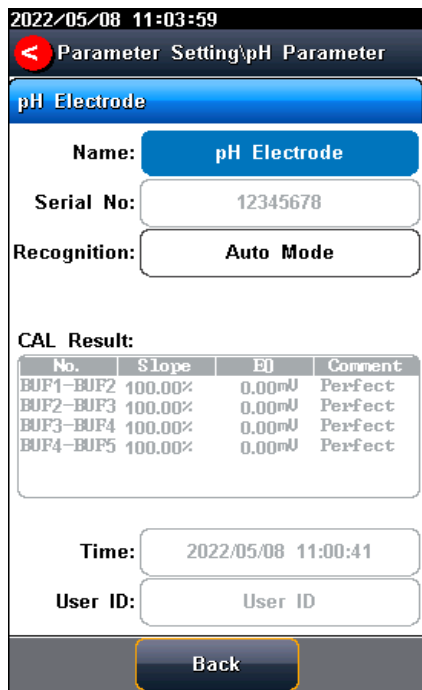 2022/05/08 11:03:59
< Parameter Setting\pH Parameter
pH Electrode
Name: pH Electrode
Serial No: 12345678
Recognition: Auto Mode
CAL Result:
No. Slope E0 Comment
BUF1-BUF2 100.00% 0.00mV Perfect
BUF2-BUF3 100.00% 0.00mV Perfect
BUF3-BUF4 100.00% 0.00mV Perfect
BUF4-BUF5 100.00% 0.00mV Perfect
Time: 2022/05/08 11:00:41
User ID: User ID
Back